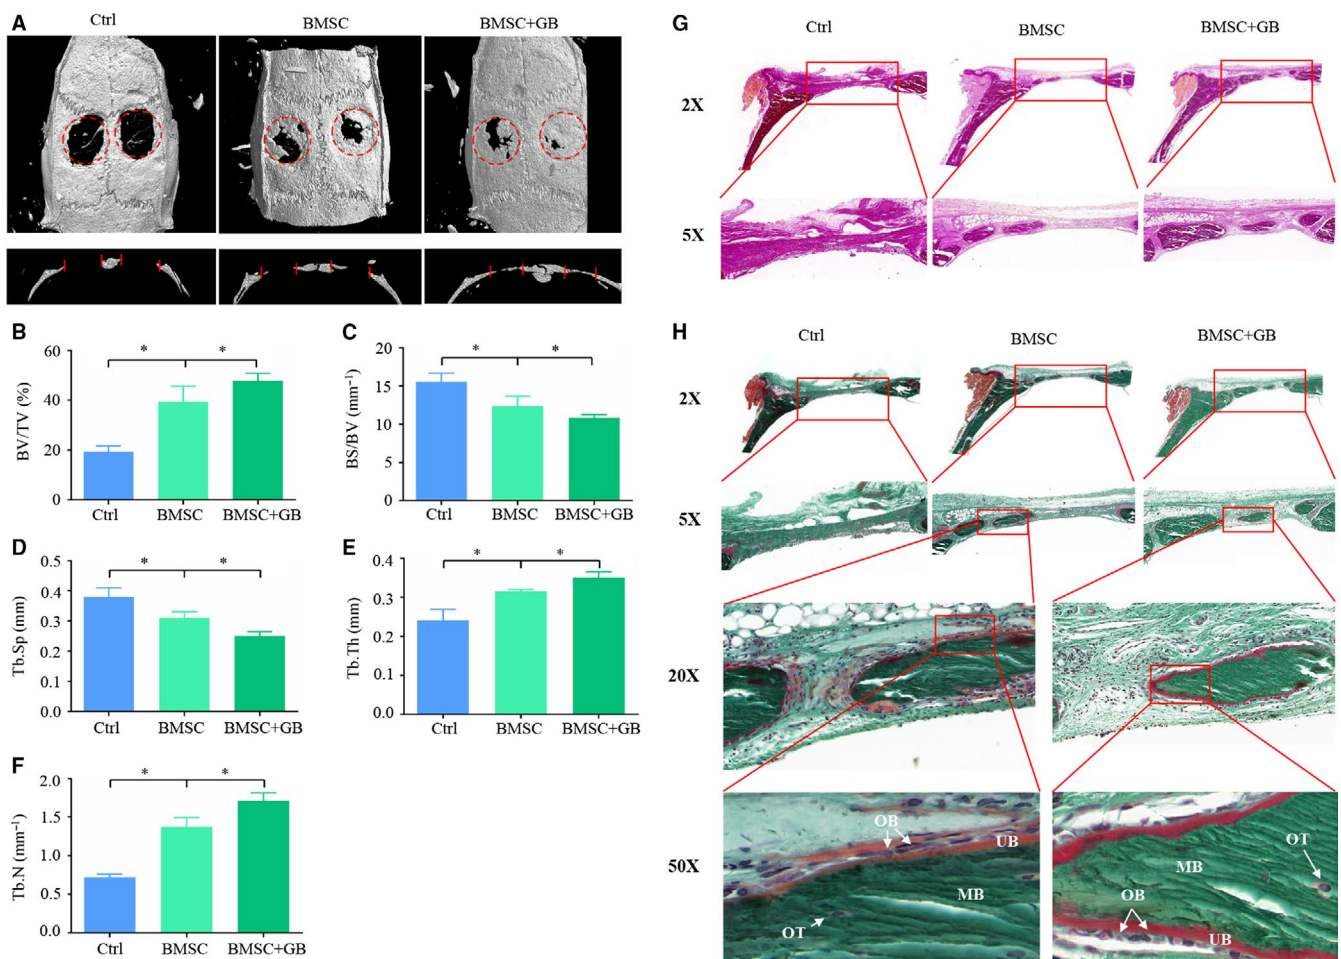 A
Ctrl
BMSC
BMSC+GB
B
BV/TV (%)
60
40
20
0
* *
Ctrl BMSC BMSC+GB
C
BS/BV (mm⁻¹)
20
15
10
5
0
* *
Ctrl BMSC BMSC+GB
D
Tb.Sp (mm)
0.5
0.4
0.3
0.2
0.1
0.0
* *
Ctrl BMSC BMSC+GB
E
Tb.Th (mm)
0.4
0.3
0.2
0.1
0.0
* *
Ctrl BMSC BMSC+GB
F
Tb.N (mm⁻¹)
2.0
1.5
1.0
0.5
0.0
* *
Ctrl BMSC BMSC+GB
G
Ctrl
BMSC
BMSC+GB
2X
5X
H
Ctrl
BMSC
BMSC+GB
2X
5X
20X
50X
OB
UB
MB
OT
OT
MB
OB
UB